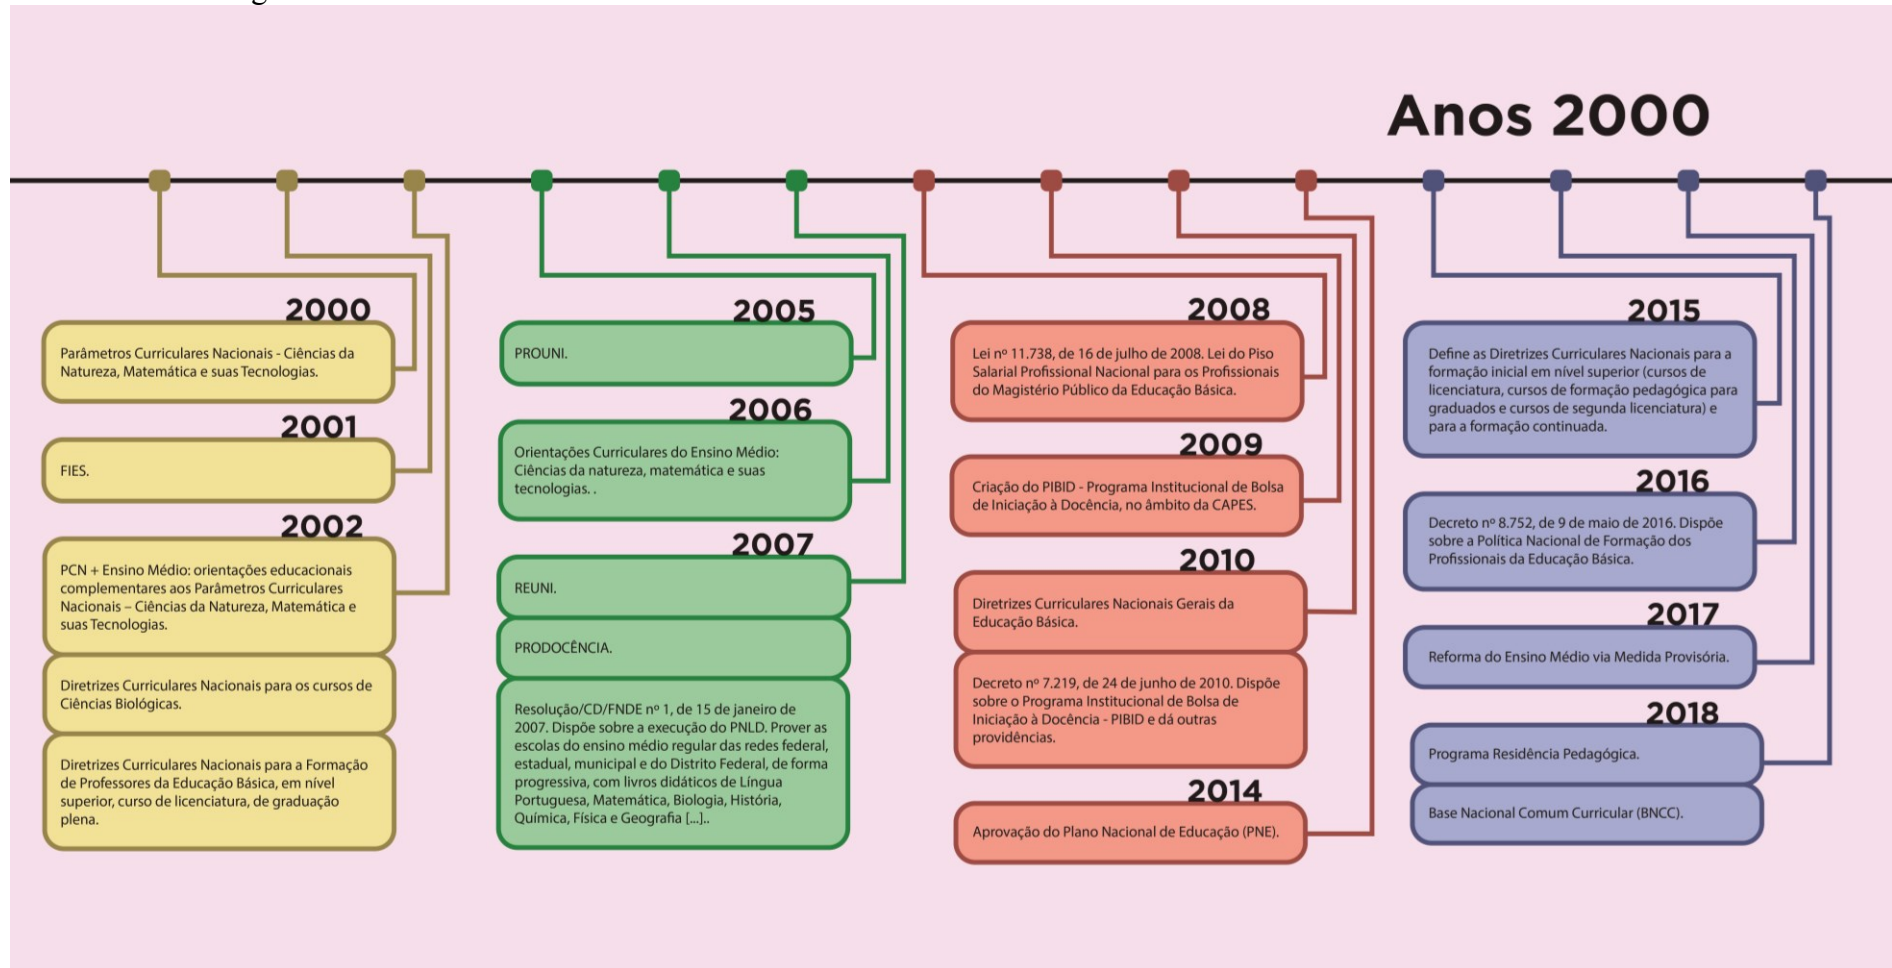 Anos 2000
2000
Parâmetros Curriculares Nacionais - Ciências da
Natureza, Matemática e suas Tecnologias.
2001
FIES.
2002
PCN + Ensino Médio: orientações educacionais
complementares aos Parâmetros Curriculares
Nacionais – Ciências da Natureza, Matemática e
suas Tecnologias.
Diretrizes Curriculares Nacionais para os cursos de
Ciências Biológicas.
Diretrizes Curriculares Nacionais para a Formação
de Professores da Educação Básica, em nível
superior, curso de licenciatura, de graduação
plena.
2005
PROUNI.
2006
Orientações Curriculares do Ensino Médio:
Ciências da natureza, matemática e suas
tecnologias. .
2007
REUNI.
PRODOCÊNCIA.
Resolução/CD/FNDE nº 1, de 15 de janeiro de
2007. Dispõe sobre a execução do PNLD. Prover as
escolas do ensino médio regular das redes federal,
estadual, municipal e do Distrito Federal, de forma
progressiva, com livros didáticos de Língua
Portuguesa, Matemática, Biologia, História,
Química, Física e Geografia [...]..
2008
Lei nº 11.738, de 16 de julho de 2008. Lei do Piso
Salarial Profissional Nacional para os Profissionais
do Magistério Público da Educação Básica.
2009
Criação do PIBID - Programa Institucional de Bolsa
de Iniciação à Docência, no âmbito da CAPES.
2010
Diretrizes Curriculares Nacionais Gerais da
Educação Básica.
Decreto nº 7.219, de 24 de junho de 2010. Dispõe
sobre o Programa Institucional de Bolsa de
Iniciação à Docência - PIBID e dá outras
providências.
2014
Aprovação do Plano Nacional de Educação (PNE).
2015
Define as Diretrizes Curriculares Nacionais para a
formação inicial em nível superior (cursos de
licenciatura, cursos de formação pedagógica para
graduados e cursos de segunda licenciatura) e
para a formação continuada.
2016
Decreto nº 8.752, de 9 de maio de 2016. Dispõe
sobre a Política Nacional de Formação dos
Profissionais da Educação Básica.
2017
Reforma do Ensino Médio via Medida Provisória.
2018
Programa Residência Pedagógica.
Base Nacional Comum Curricular (BNCC).